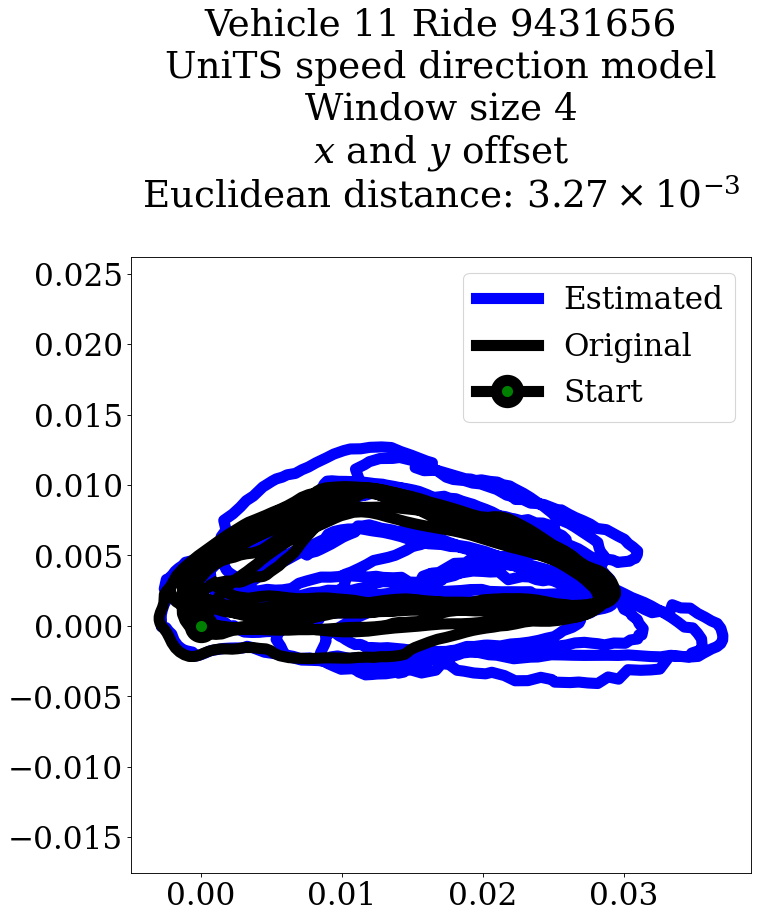 Vehicle 11 Ride 9431656
UniTS speed direction model
Window size 4
x and y offset
Euclidean distance: 3.27 × 10⁻³
Estimated
Original
Start
0.025
0.020
0.015
0.010
0.005
0.000
−0.005
−0.010
−0.015
0.00 0.01 0.02 0.03